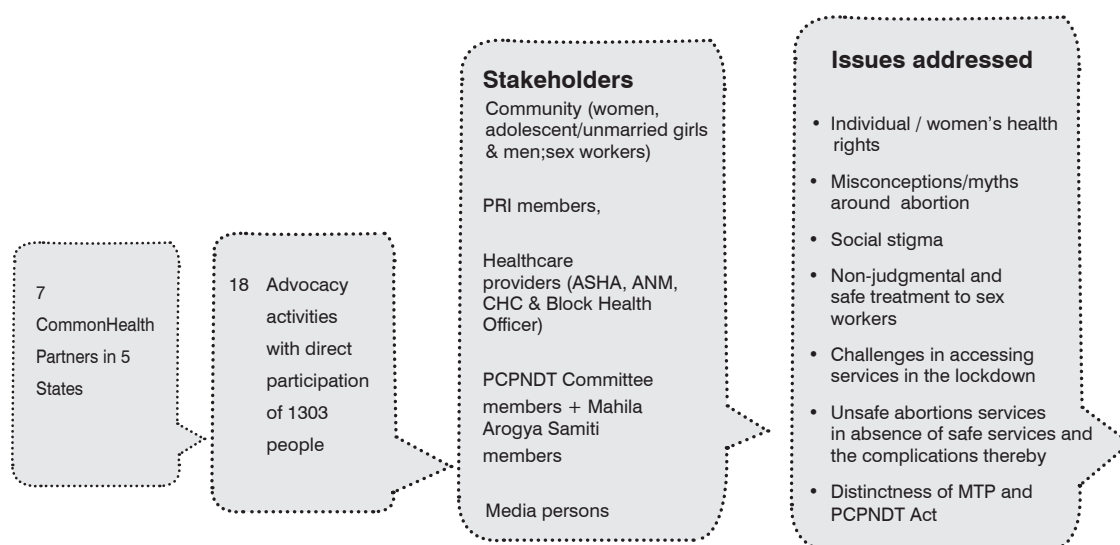 7
CommonHealth
Partners in 5
States
18 Advocacy
activities
with direct
participation
of 1303
people
Stakeholders
Community (women,
adolescent/unmarried girls
& men;sex workers)
PRI members,
Healthcare
providers (ASHA, ANM,
CHC & Block Health
Officer)
PCPNDT Committee
members + Mahila
Arogya Samiti
members
Media persons
Issues addressed
• Individual / women's health
rights
• Misconceptions/myths
around abortion
• Social stigma
• Non-judgmental and
safe treatment to sex
workers
• Challenges in accessing
services in the lockdown
• Unsafe abortions services
in absence of safe services and
the complications thereby
• Distinctness of MTP and
PCPNDT Act